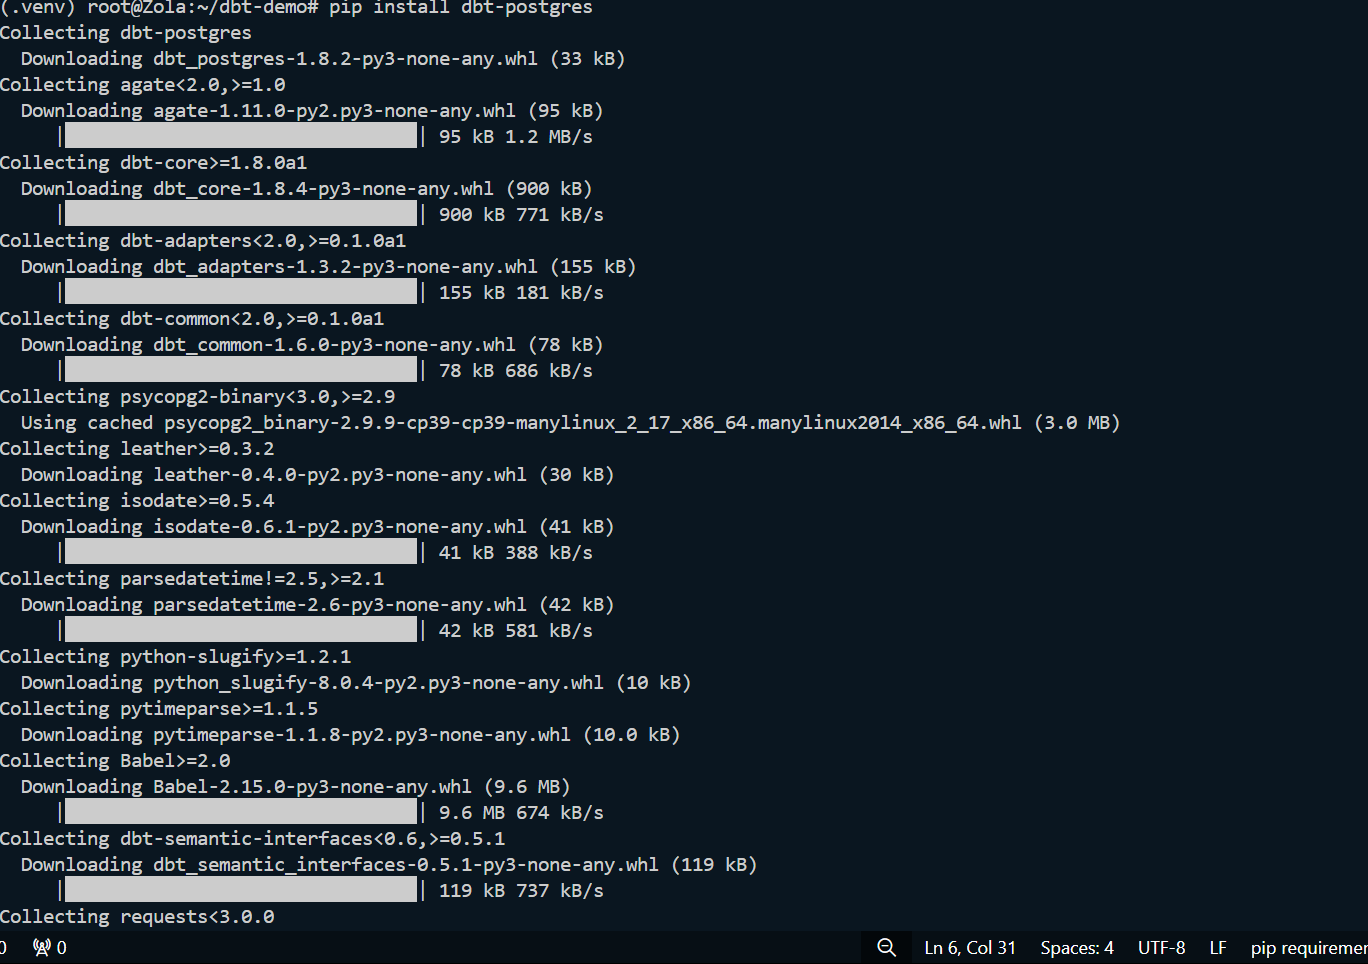 (.venv) root@Zola:~/dbt-demo# pip install dbt-postgres
Collecting dbt-postgres
  Downloading dbt_postgres-1.8.2-py3-none-any.whl (33 kB)
Collecting agate<2.0,>=1.0
  Downloading agate-1.11.0-py2.py3-none-any.whl (95 kB)
     | | 95 kB 1.2 MB/s
Collecting dbt-core>=1.8.0a1
  Downloading dbt_core-1.8.4-py3-none-any.whl (900 kB)
     | | 900 kB 771 kB/s
Collecting dbt-adapters<2.0,>=0.1.0a1
  Downloading dbt_adapters-1.3.2-py3-none-any.whl (155 kB)
     | | 155 kB 181 kB/s
Collecting dbt-common<2.0,>=0.1.0a1
  Downloading dbt_common-1.6.0-py3-none-any.whl (78 kB)
     | | 78 kB 686 kB/s
Collecting psycopg2-binary<3.0,>=2.9
  Using cached psycopg2_binary-2.9.9-cp39-cp39-manylinux_2_17_x86_64.manylinux2014_x86_64.whl (3.0 MB)
Collecting leather>=0.3.2
  Downloading leather-0.4.0-py2.py3-none-any.whl (30 kB)
Collecting isodate>=0.5.4
  Downloading isodate-0.6.1-py2.py3-none-any.whl (41 kB)
     | | 41 kB 388 kB/s
Collecting parsedatetime!=2.5,>=2.1
  Downloading parsedatetime-2.6-py3-none-any.whl (42 kB)
     | | 42 kB 581 kB/s
Collecting python-slugify>=1.2.1
  Downloading python_slugify-8.0.4-py2.py3-none-any.whl (10 kB)
Collecting pytimeparse>=1.1.5
  Downloading pytimeparse-1.1.8-py2.py3-none-any.whl (10.0 kB)
Collecting Babel>=2.0
  Downloading Babel-2.15.0-py3-none-any.whl (9.6 MB)
     | | 9.6 MB 674 kB/s
Collecting dbt-semantic-interfaces<0.6,>=0.5.1
  Downloading dbt_semantic_interfaces-0.5.1-py3-none-any.whl (119 kB)
     | | 119 kB 737 kB/s
Collecting requests<3.0.0
0 0 Ln 6, Col 31 Spaces: 4 UTF-8 LF pip requiremen